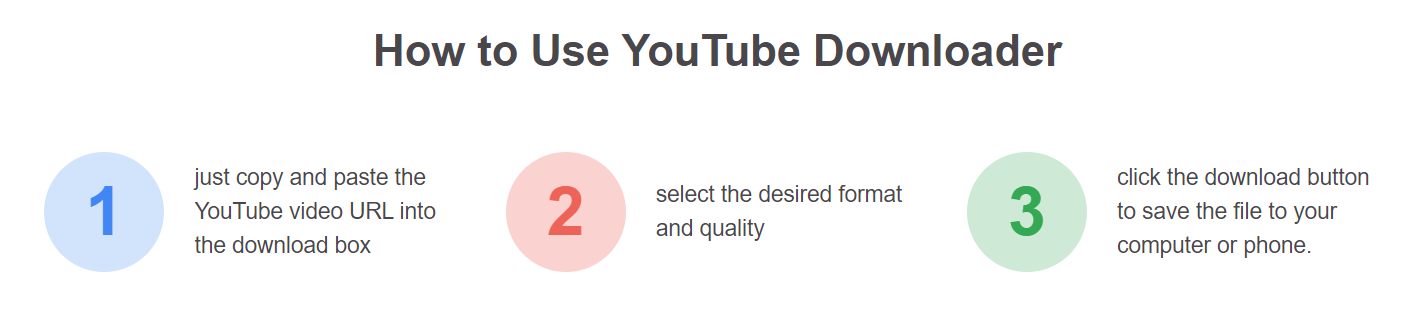 How to Use YouTube Downloader
1
just copy and paste the
YouTube video URL into
the download box
2
select the desired format
and quality
3
click the download button
to save the file to your
computer or phone.